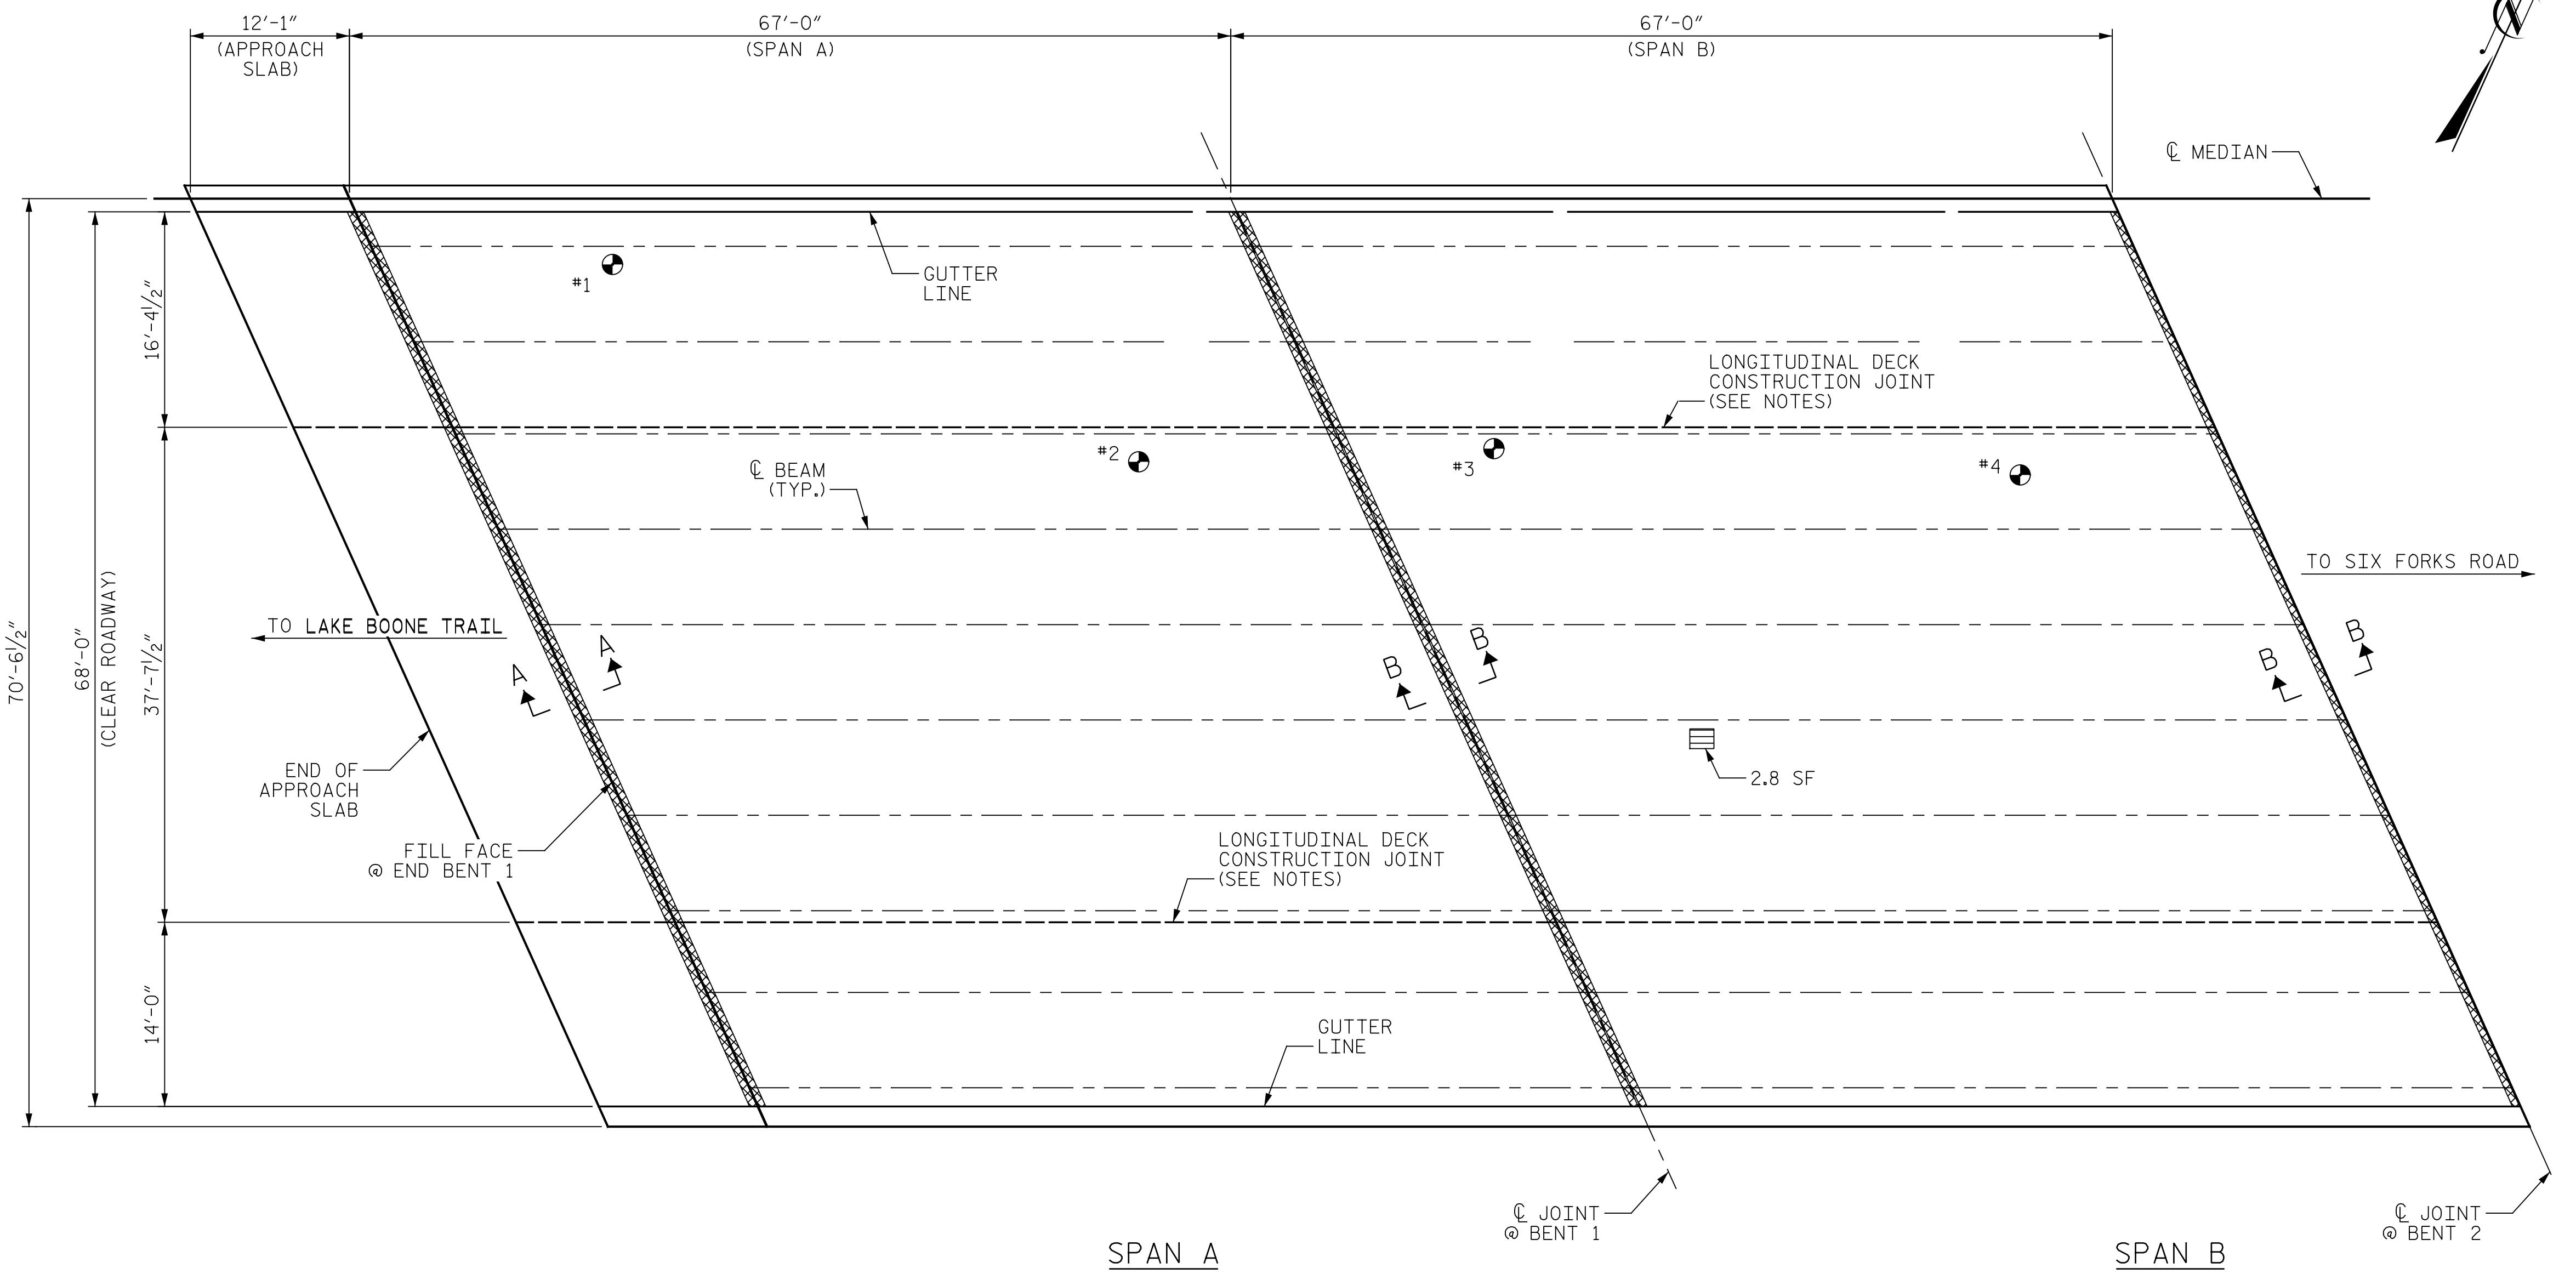 12'-1"
(APPROACH
SLAB)
67'-0"
(SPAN A)
67'-0"
(SPAN B)
N
℄ MEDIAN
#1
GUTTER
LINE
16'-4½"
LONGITUDINAL DECK
CONSTRUCTION JOINT
(SEE NOTES)
#2
#3
#4
℄ BEAM
(TYP.)
TO SIX FORKS ROAD
TO LAKE BOONE TRAIL
70'-6½"
68'-0"
(CLEAR ROADWAY)
37'-7½"
A
A
B
B
B
B
2.8 SF
END OF
APPROACH
SLAB
FILL FACE
@ END BENT 1
LONGITUDINAL DECK
CONSTRUCTION JOINT
(SEE NOTES)
14'-0"
GUTTER
LINE
℄ JOINT
@ BENT 1
℄ JOINT
@ BENT 2
SPAN A
SPAN B